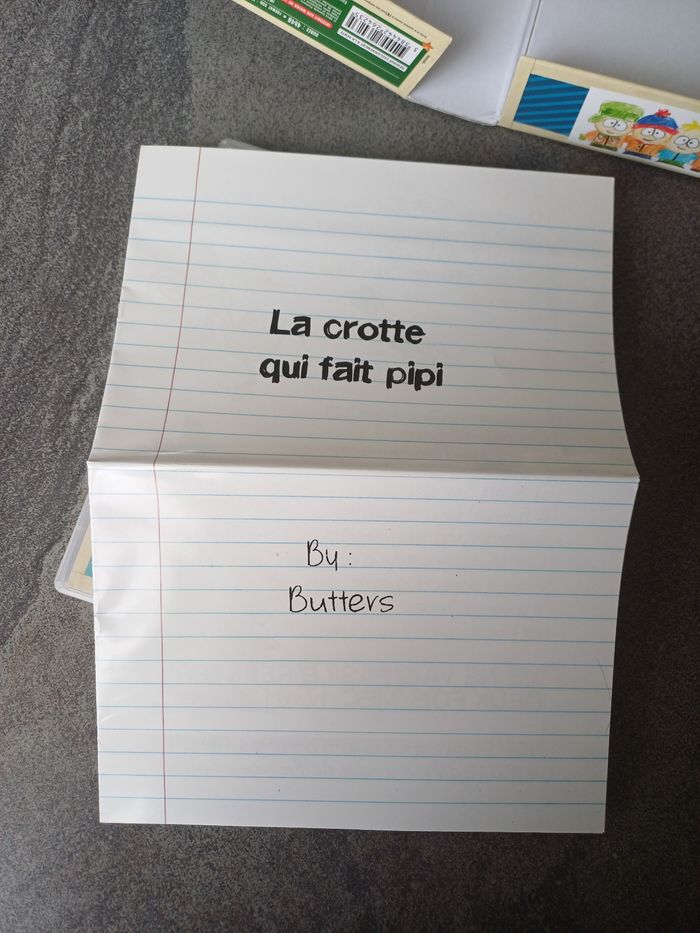 La crotte
qui fait pipi
By :
Butters